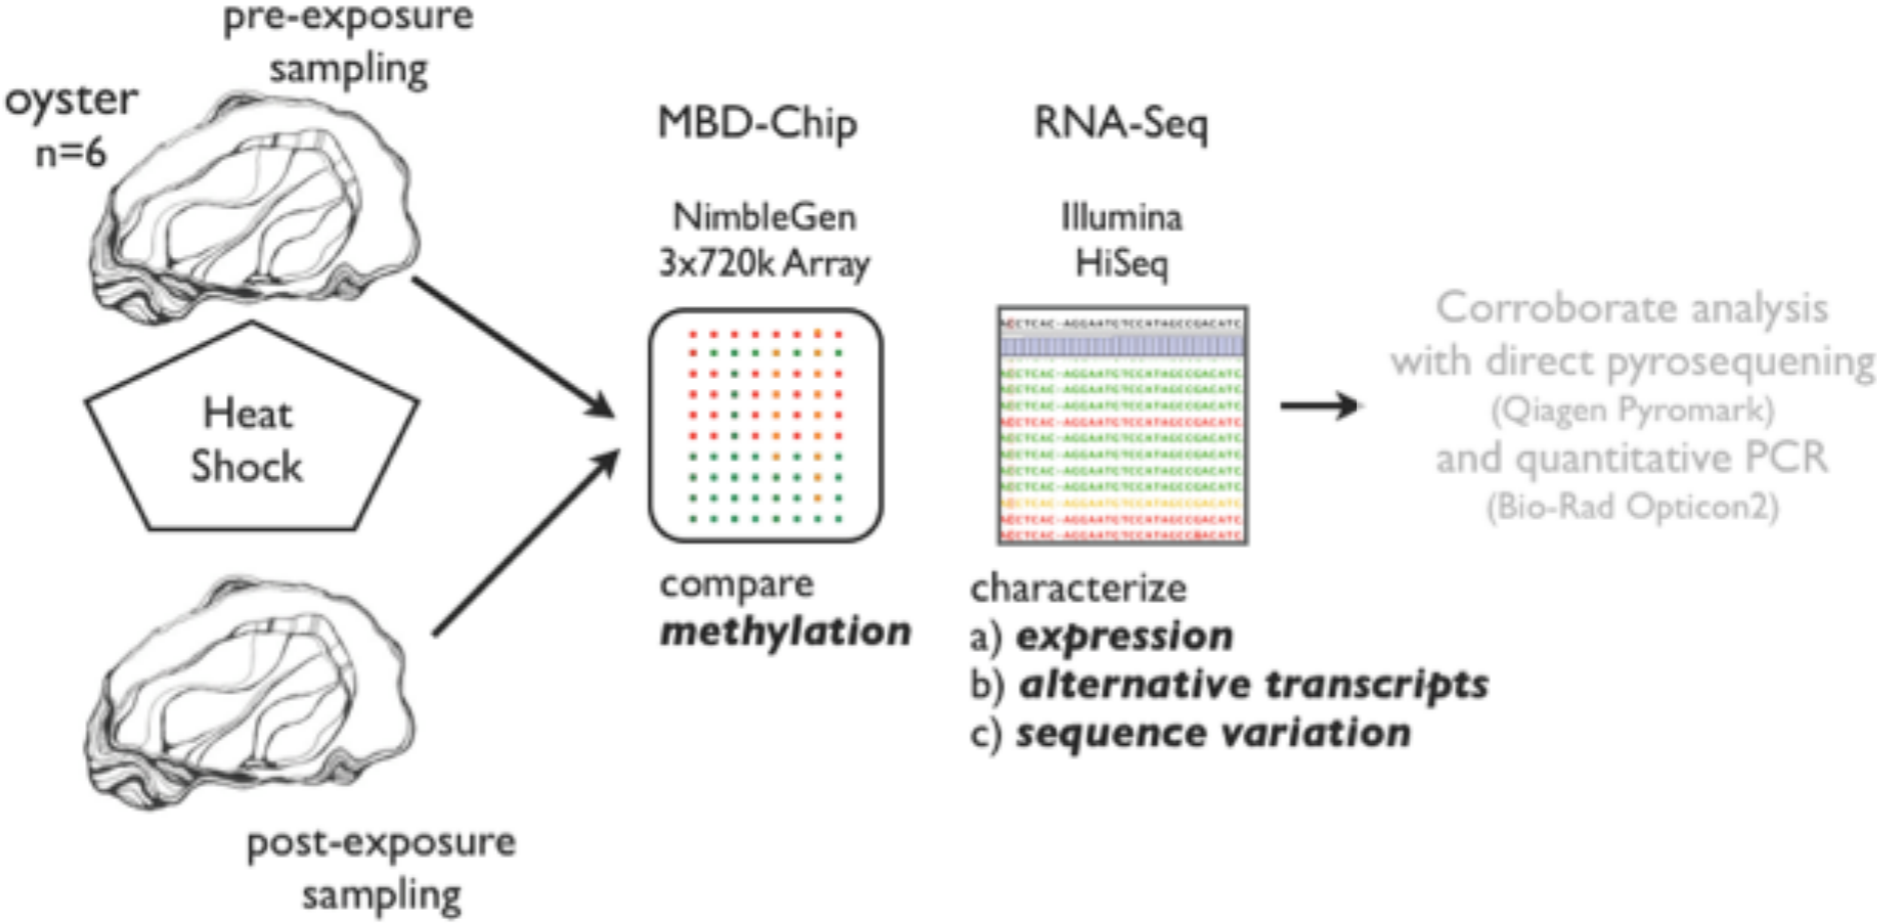 pre-exposure
sampling
oyster
n=6
Heat
Shock
post-exposure
sampling
MBD-Chip
NimbleGen
3x720k Array
compare
methylation
RNA-Seq
Illumina
HiSeq
characterize
a) expression
b) alternative transcripts
c) sequence variation
Corroborate analysis
with direct pyrosequening
(Qiagen Pyromark)
and quantitative PCR
(Bio-Rad Opticon2)